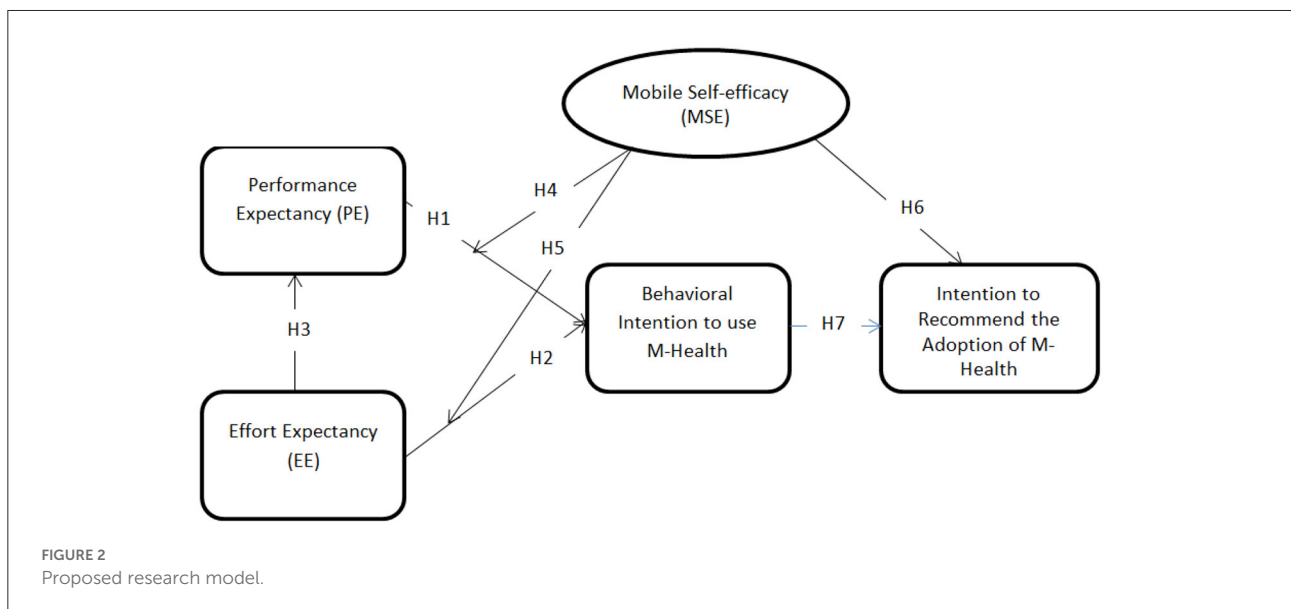 Mobile Self-efficacy
(MSE)
Performance
Expectancy (PE)
H4
H1
H6
H5
Behavioral
Intention to use
M-Health
H7
Intention to
Recommend the
Adoption of M-
Health
H3
H2
Effort Expectancy
(EE)
FIGURE 2
Proposed research model.